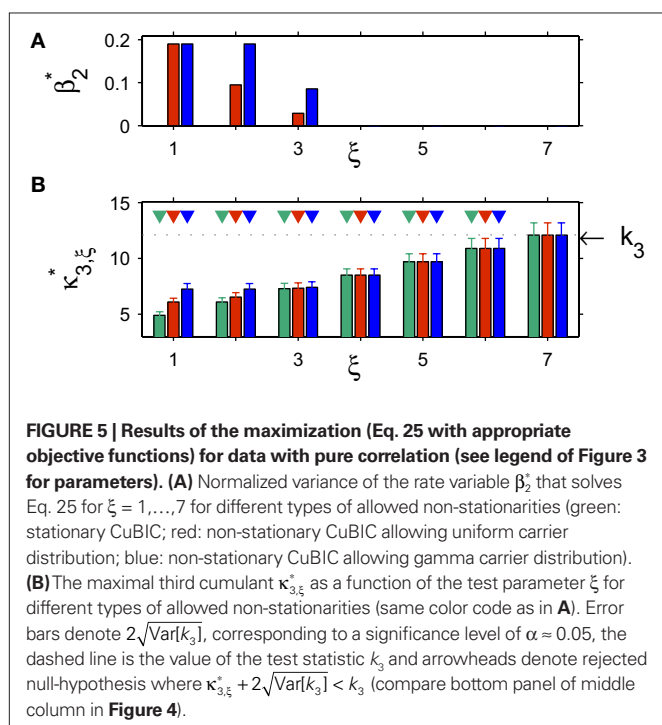 A
0.2
0.1
0
β₂*
1 3 ξ 5 7
B
15
10
5
κ*₃,ξ
k₃
1 3 ξ 5 7
FIGURE 5 | Results of the maximization (Eq. 25 with appropriate
objective functions) for data with pure correlation (see legend of Figure 3
for parameters). (A) Normalized variance of the rate variable β₂* that solves
Eq. 25 for ξ = 1,…,7 for different types of allowed non-stationarities (green:
stationary CuBIC; red: non-stationary CuBIC allowing uniform carrier
distribution; blue: non-stationary CuBIC allowing gamma carrier distribution).
(B) The maximal third cumulant κ*₃,ξ as a function of the test parameter ξ for
different types of allowed non-stationarities (same color code as in A). Error
bars denote 2√Var[k₃], corresponding to a significance level of α ≈ 0.05, the
dashed line is the value of the test statistic k₃ and arrowheads denote rejected
null-hypothesis where κ*₃,ξ + 2√Var[k₃] < k₃ (compare bottom panel of middle
column in Figure 4).